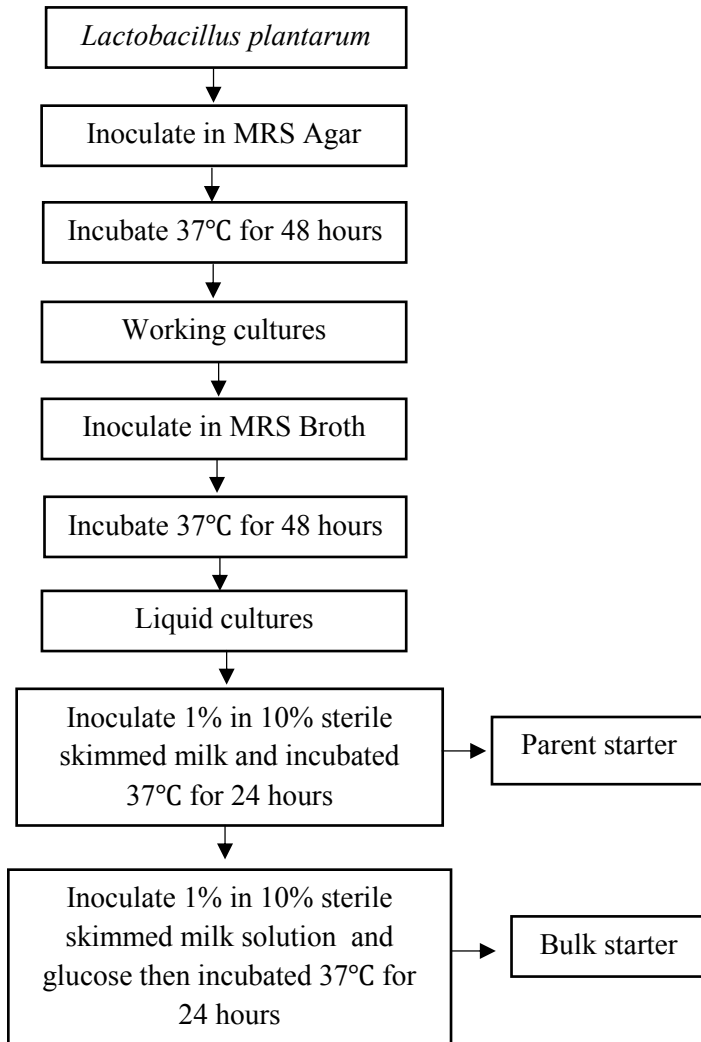 Lactobacillus plantarum
Inoculate in MRS Agar
Incubate 37℃ for 48 hours
Working cultures
Inoculate in MRS Broth
Incubate 37℃ for 48 hours
Liquid cultures
Inoculate 1% in 10% sterile
skimmed milk and incubated
37℃ for 24 hours
Parent starter
Inoculate 1% in 10% sterile
skimmed milk solution and
glucose then incubated 37℃ for
24 hours
Bulk starter